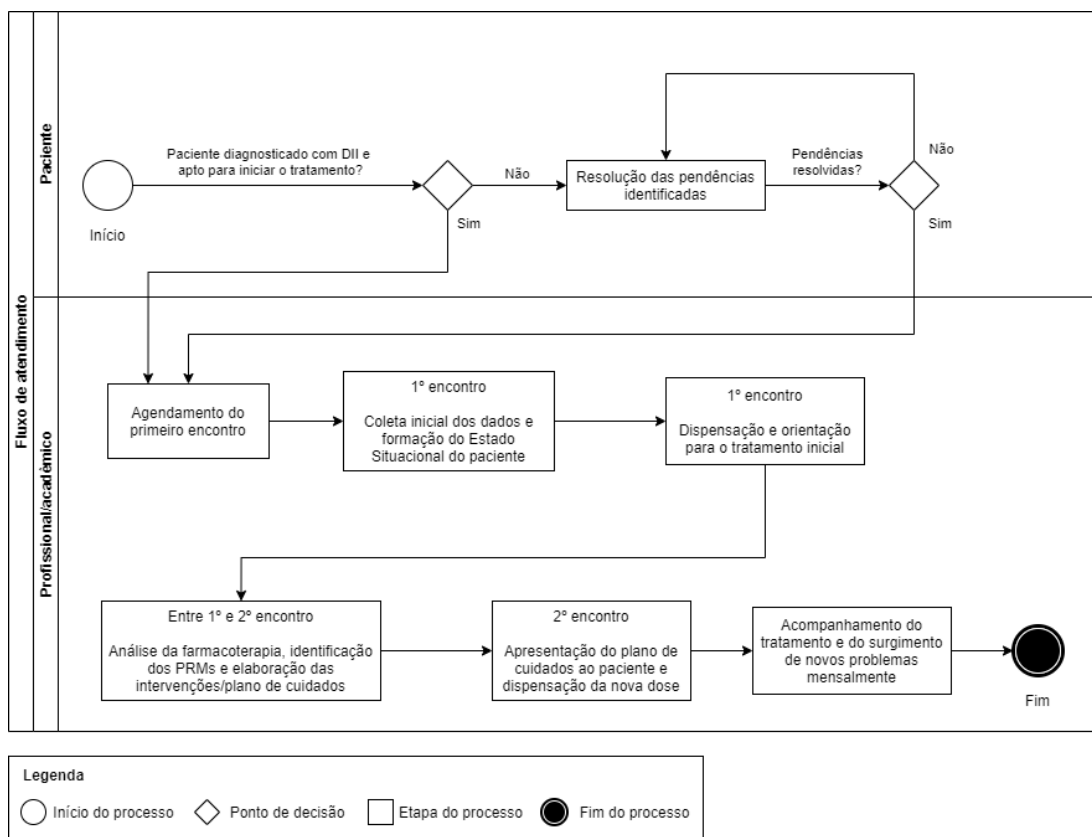 Fluxo de atendimento
Paciente
Paciente diagnosticado com DII e
apto para iniciar o tratamento?
Início
Não
Sim
Resolução das pendências
identificadas
Pendências
resolvidas?
Não
Sim
Profissional/acadêmico
Agendamento do
primeiro encontro
1º encontro
Coleta inicial dos dados e
formação do Estado
Situacional do paciente
1º encontro
Dispensação e orientação
para o tratamento inicial
Entre 1º e 2º encontro
Análise da farmacoterapia, identificação
dos PRMs e elaboração das
intervenções/plano de cuidados
2º encontro
Apresentação do plano de
cuidados ao paciente e
dispensação da nova dose
Acompanhamento do
tratamento e do surgimento
de novos problemas
mensalmente
Fim
Legenda
Início do processo
Ponto de decisão
Etapa do processo
Fim do processo